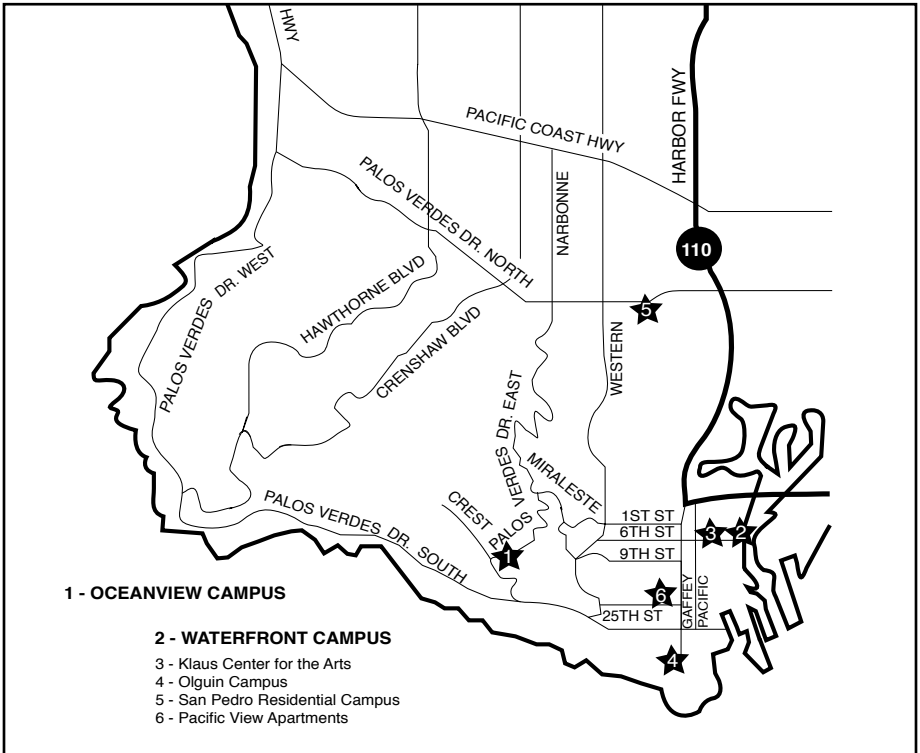 HWY
PACIFIC COAST HWY
HARBOR FWY
PALOS VERDES DR. NORTH
NARBONNE
110
PALOS VERDES DR. WEST
HAWTHORNE BLVD
CRENSHAW BLVD
5
WESTERN
PALOS VERDES DR. EAST
MIRALESTE
CREST
PALOS VERDES DR. SOUTH
1ST ST
6TH ST
3
2
9TH ST
1
6
25TH ST
GAFFEY
PACIFIC
4
1 - OCEANVIEW CAMPUS
2 - WATERFRONT CAMPUS
3 - Klaus Center for the Arts
4 - Olguin Campus
5 - San Pedro Residential Campus
6 - Pacific View Apartments